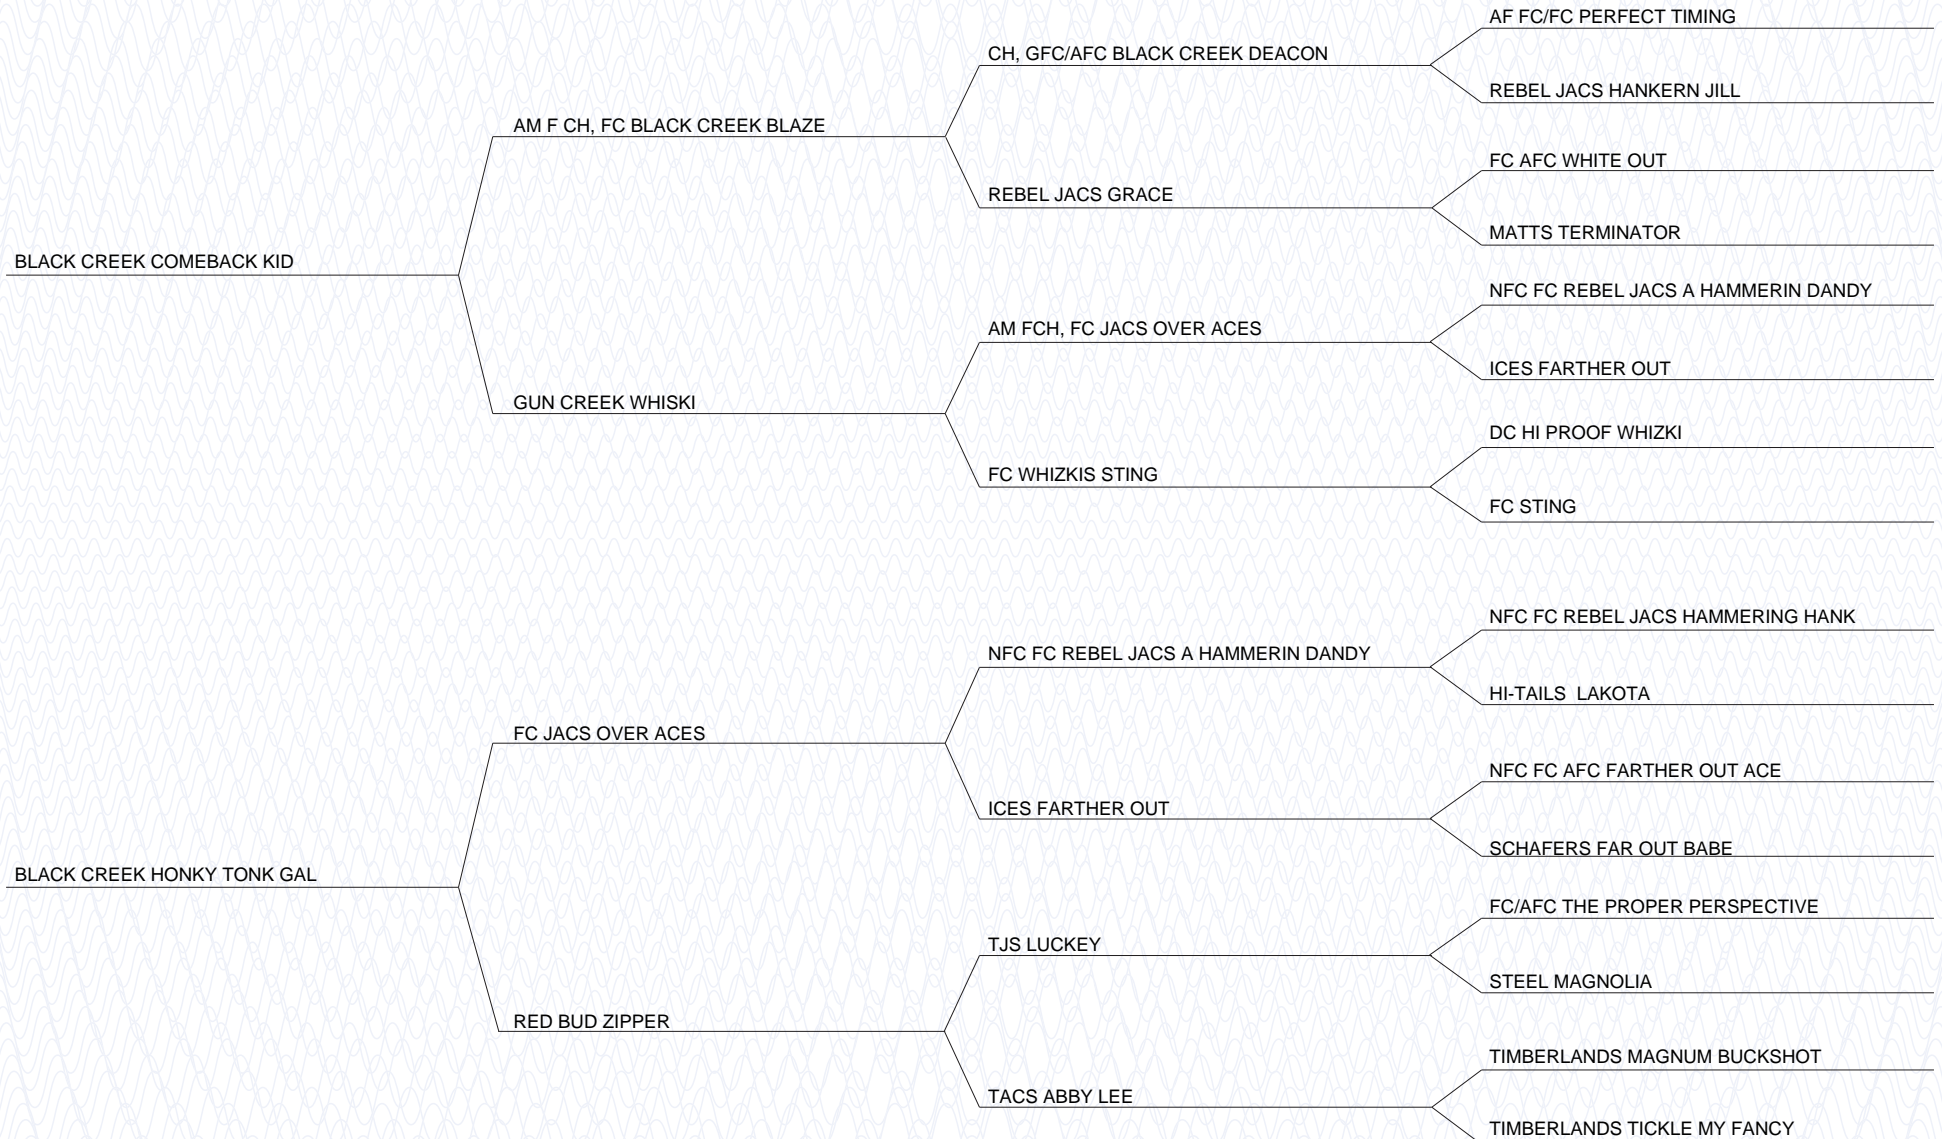 AF FC/FC PERFECT TIMING
CH, GFC/AFC BLACK CREEK DEACON
REBEL JACS HANKERN JILL
AM F CH, FC BLACK CREEK BLAZE
FC AFC WHITE OUT
REBEL JACS GRACE
MATTS TERMINATOR
BLACK CREEK COMEBACK KID
NFC FC REBEL JACS A HAMMERIN DANDY
AM FCH, FC JACS OVER ACES
ICES FARTHER OUT
GUN CREEK WHISKI
DC HI PROOF WHIZKI
FC WHIZKIS STING
FC STING
NFC FC REBEL JACS HAMMERING HANK
NFC FC REBEL JACS A HAMMERIN DANDY
HI-TAILS  LAKOTA
FC JACS OVER ACES
NFC FC AFC FARTHER OUT ACE
ICES FARTHER OUT
SCHAFERS FAR OUT BABE
BLACK CREEK HONKY TONK GAL
FC/AFC THE PROPER PERSPECTIVE
TJS LUCKEY
STEEL MAGNOLIA
RED BUD ZIPPER
TIMBERLANDS MAGNUM BUCKSHOT
TACS ABBY LEE
TIMBERLANDS TICKLE MY FANCY